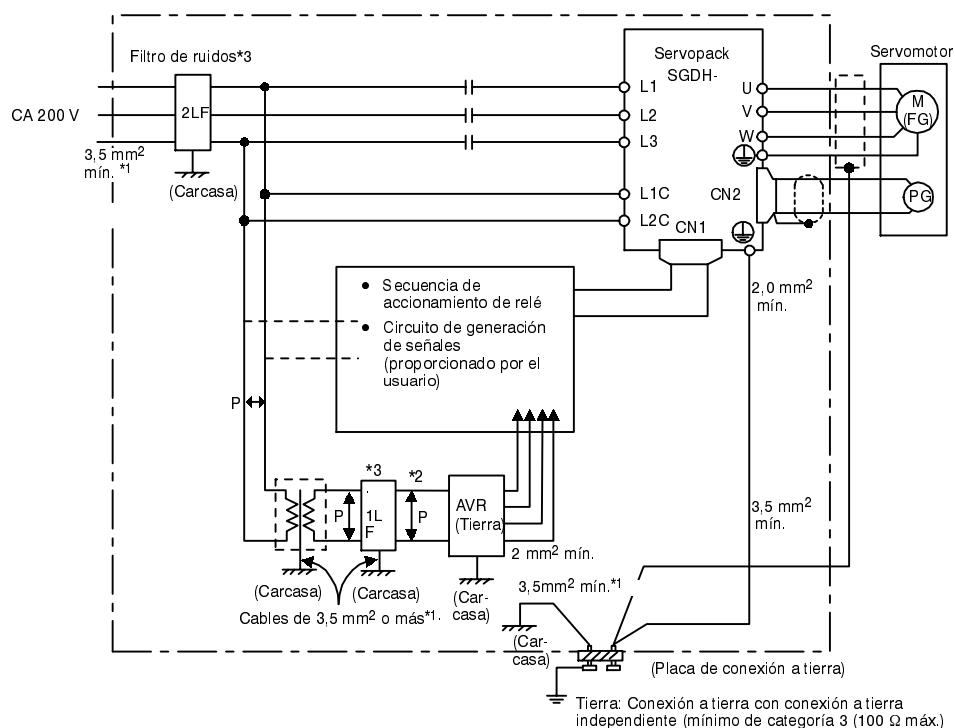 Filtro de ruidos*3
Servopack
SGDH-
Servomotor
CA 200 V
2LF
L1
L2
L3
U
V
W
M
(FG)
3,5 mm2
mín. *1
(Carcasa)
L1C
L2C
CN2
PG
CN1
2,0 mm2
mín.
● Secuencia de
accionamiento de relé
● Circuito de generación
de señales
(proporcionado por el
usuario)
P
*3
*2
P
1L
F
P
AVR
(Tierra)
3,5 mm2
mín.
2 mm2 mín.
(Carcasa)
(Carcasa)
(Car-
casa)
3,5mm2 mín.*1
Cables de 3,5 mm2 o más*1.
(Car-
casa)
(Placa de conexión a tierra)
Tierra: Conexión a tierra con conexión a tierra
independiente (mínimo de categoría 3 (100 Ω máx.)